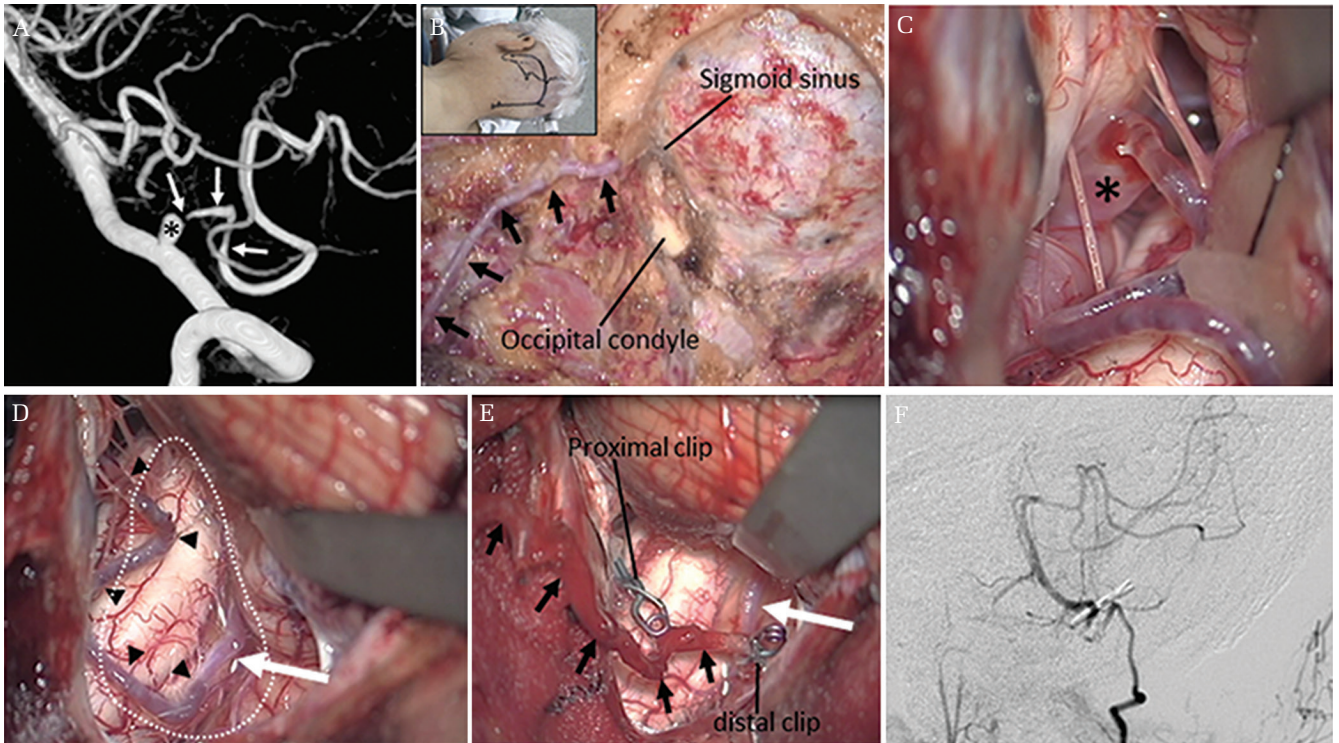 A
*
B
Sigmoid sinus
Occipital condyle
C
*
D
E
Proximal clip
distal clip
F